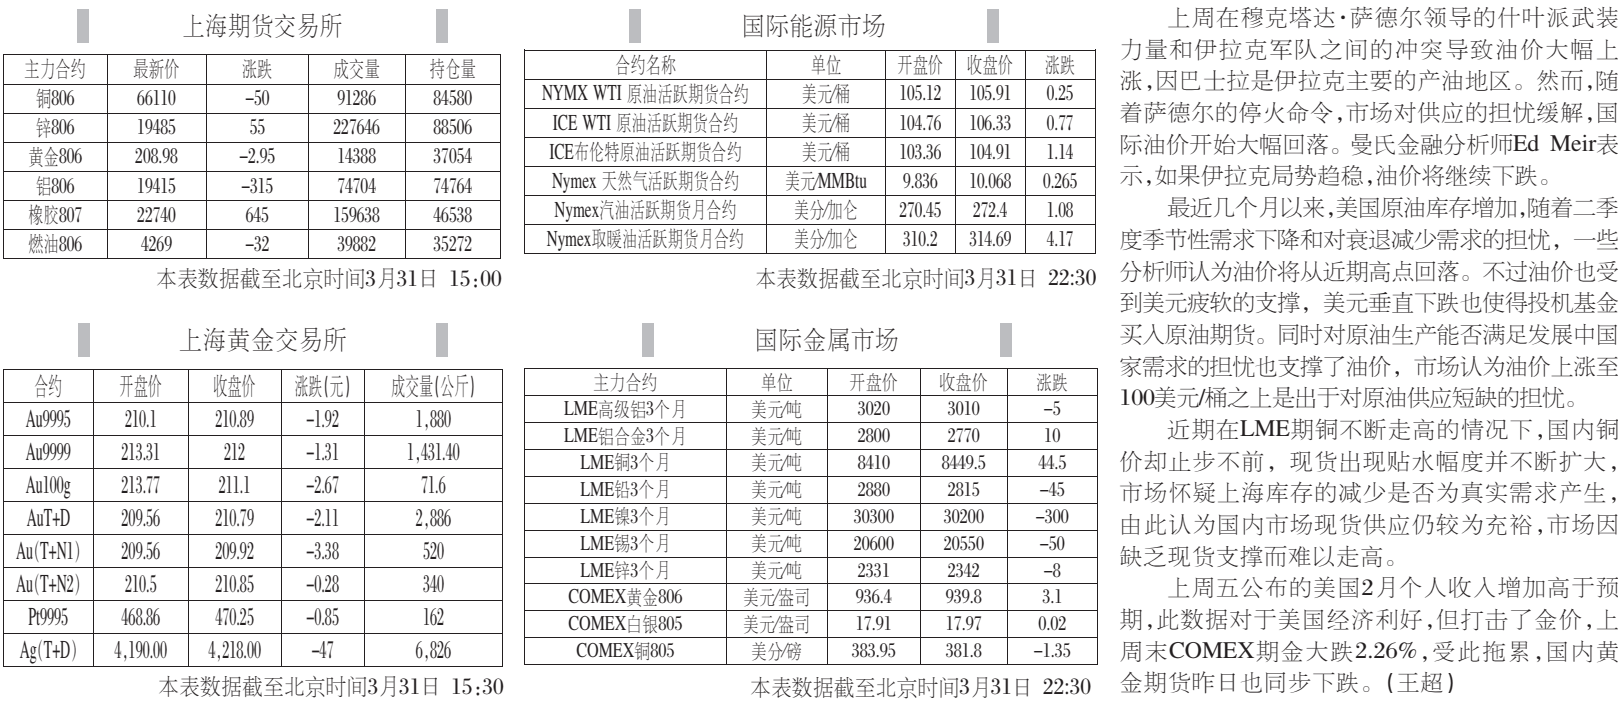 上海期货交易所
主力合约 最新价 涨跌 成交量 持仓量
铜806 66110 -50 91286 84580
锌806 19485 55 227646 88506
黄金806 208.98 -2.95 14388 37054
铝806 19415 -315 74704 74764
橡胶807 22740 645 159638 46538
燃油806 4269 -32 39882 35272
本表数据截至北京时间3月31日 15:00
国际能源市场
合约名称 单位 开盘价 收盘价 涨跌
NYMX WTI 原油活跃期货合约 美元/桶 105.12 105.91 0.25
ICE WTI 原油活跃期货合约 美元/桶 104.76 106.33 0.77
ICE布伦特原油活跃期货合约 美元/桶 103.36 104.91 1.14
Nymex 天然气活跃期货合约 美元/MMBtu 9.836 10.068 0.265
Nymex汽油活跃期货月合约 美分/加仑 270.45 272.4 1.08
Nymex取暖油活跃期货月合约 美分/加仑 310.2 314.69 4.17
本表数据截至北京时间3月31日 22:30
上海黄金交易所
合约 开盘价 收盘价 涨跌(元) 成交量(公斤)
Au9995 210.1 210.89 -1.92 1,880
Au9999 213.31 212 -1.31 1,431.40
Au100g 213.77 211.1 -2.67 71.6
AuT+D 209.56 210.79 -2.11 2,886
Au(T+N1) 209.56 209.92 -3.38 520
Au(T+N2) 210.5 210.85 -0.28 340
Pt9995 468.86 470.25 -0.85 162
Ag(T+D) 4,190.00 4,218.00 -47 6,826
本表数据截至北京时间3月31日 15:30
国际金属市场
主力合约 单位 开盘价 收盘价 涨跌
LME高级铝3个月 美元/吨 3020 3010 -5
LME铝合金3个月 美元/吨 2800 2770 10
LME铜3个月 美元/吨 8410 8449.5 44.5
LME铅3个月 美元/吨 2880 2815 -45
LME镍3个月 美元/吨 30300 30200 -300
LME锡3个月 美元/吨 20600 20550 -50
LME锌3个月 美元/吨 2331 2342 -8
COMEX黄金806 美元/盎司 936.4 939.8 3.1
COMEX白银805 美元/盎司 17.91 17.97 0.02
COMEX铜805 美分/磅 383.95 381.8 -1.35
本表数据截至北京时间3月31日 22:30
上周在穆克塔达·萨德尔领导的什叶派武装
力量和伊拉克军队之间的冲突导致油价大幅上
涨,因巴士拉是伊拉克主要的产油地区。然而,随
着萨德尔的停火命令,市场对供应的担忧缓解,国
际油价开始大幅回落。曼氏金融分析师Ed Meir表
示,如果伊拉克局势趋稳,油价将继续下跌。
最近几个月以来,美国原油库存增加,随着二季
度季节性需求下降和对衰退减少需求的担忧，一些
分析师认为油价将从近期高点回落。不过油价也受
到美元疲软的支撑，美元垂直下跌也使得投机基金
买入原油期货。同时对原油生产能否满足发展中国
家需求的担忧也支撑了油价，市场认为油价上涨至
100美元/桶之上是出于对原油供应短缺的担忧。
近期在LME期铜不断走高的情况下,国内铜
价却止步不前，现货出现贴水幅度并不断扩大,
市场怀疑上海库存的减少是否为真实需求产生,
由此认为国内市场现货供应仍较为充裕,市场因
缺乏现货支撑而难以走高。
上周五公布的美国2月个人收入增加高于预
期,此数据对于美国经济利好,但打击了金价,上
周末COMEX期金大跌2.26%,受此拖累,国内黄
金期货昨日也同步下跌。(王超)